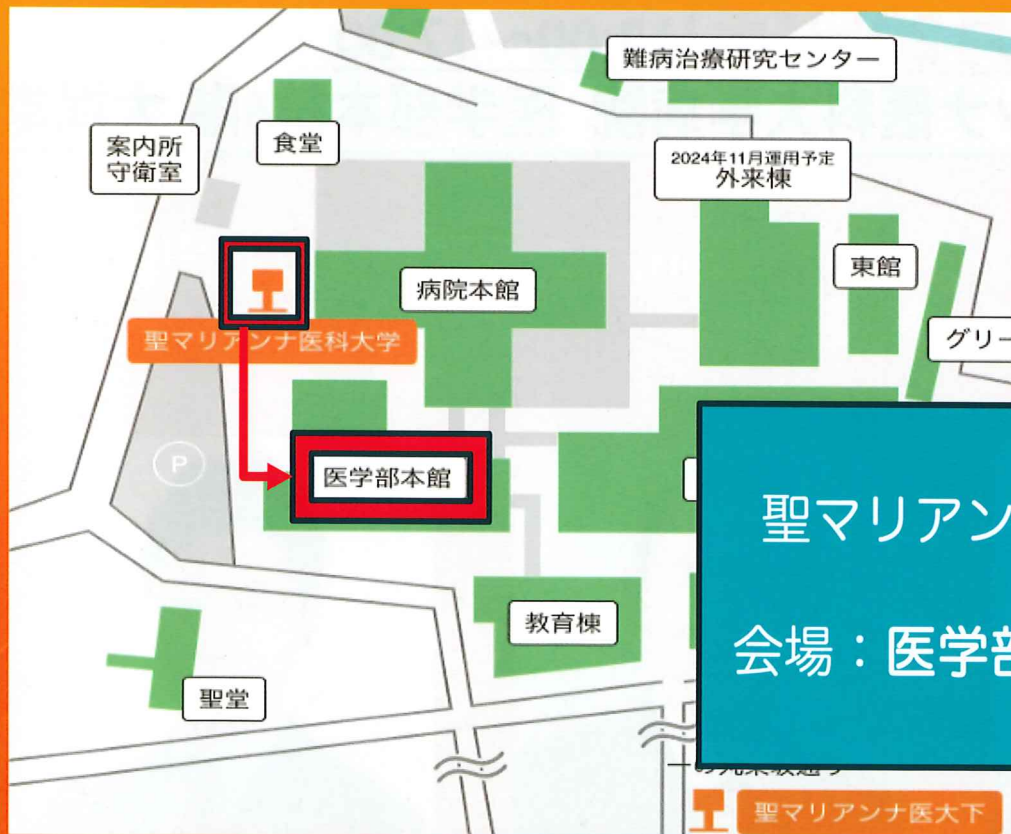 難病治療研究センター
案内所
守衛室
食堂
2024年11月運用予定
外来棟
東館
病院本館
グリー
聖マリアンナ医科大学
P
医学部本館
聖マリアン
会場：医学部
教育棟
聖堂
聖マリアンナ医大下